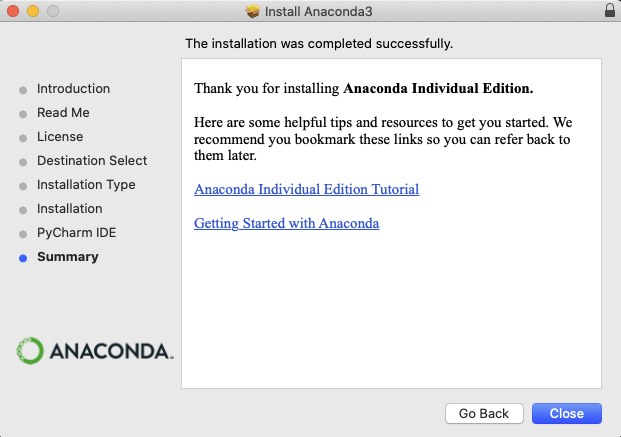 Install Anaconda3
The installation was completed successfully.
Introduction
Read Me
License
Destination Select
Installation Type
Installation
PyCharm IDE
Summary
Thank you for installing Anaconda Individual Edition.
Here are some helpful tips and resources to get you started. We
recommend you bookmark these links so you can refer back to
them later.
Anaconda Individual Edition Tutorial
Getting Started with Anaconda
ANACONDA.
Go Back
Close